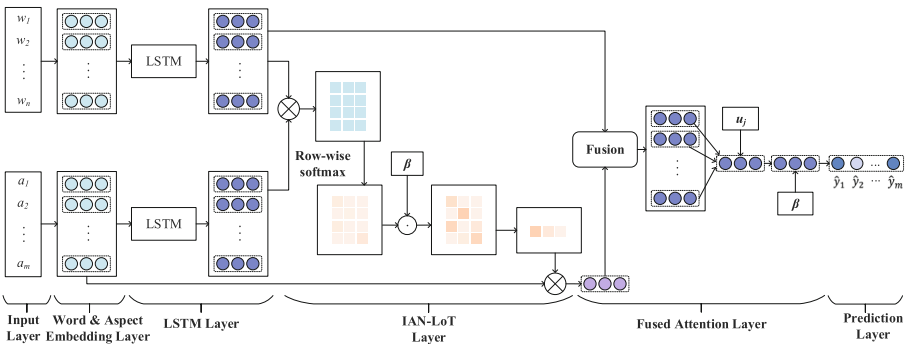 w1
w2
⋮
wn
LSTM
a1
a2
⋮
am
LSTM
Row-wise
softmax
β
·
Fusion
uj
β
ŷ1 ŷ2 ··· ŷm
Input
Layer
Word & Aspect
Embedding Layer
LSTM Layer
IAN-LoT
Layer
Fused Attention Layer
Prediction
Layer